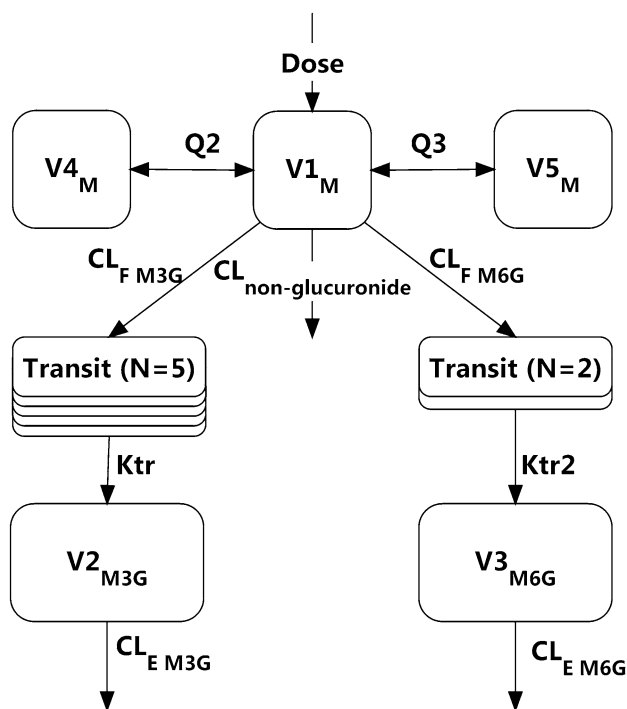 Dose
Q2
Q3
V4M
V1M
V5M
CLF M3G
CLnon-glucuronide
CLF M6G
Transit (N=5)
Transit (N=2)
Ktr
Ktr2
V2M3G
V3M6G
CLE M3G
CLE M6G